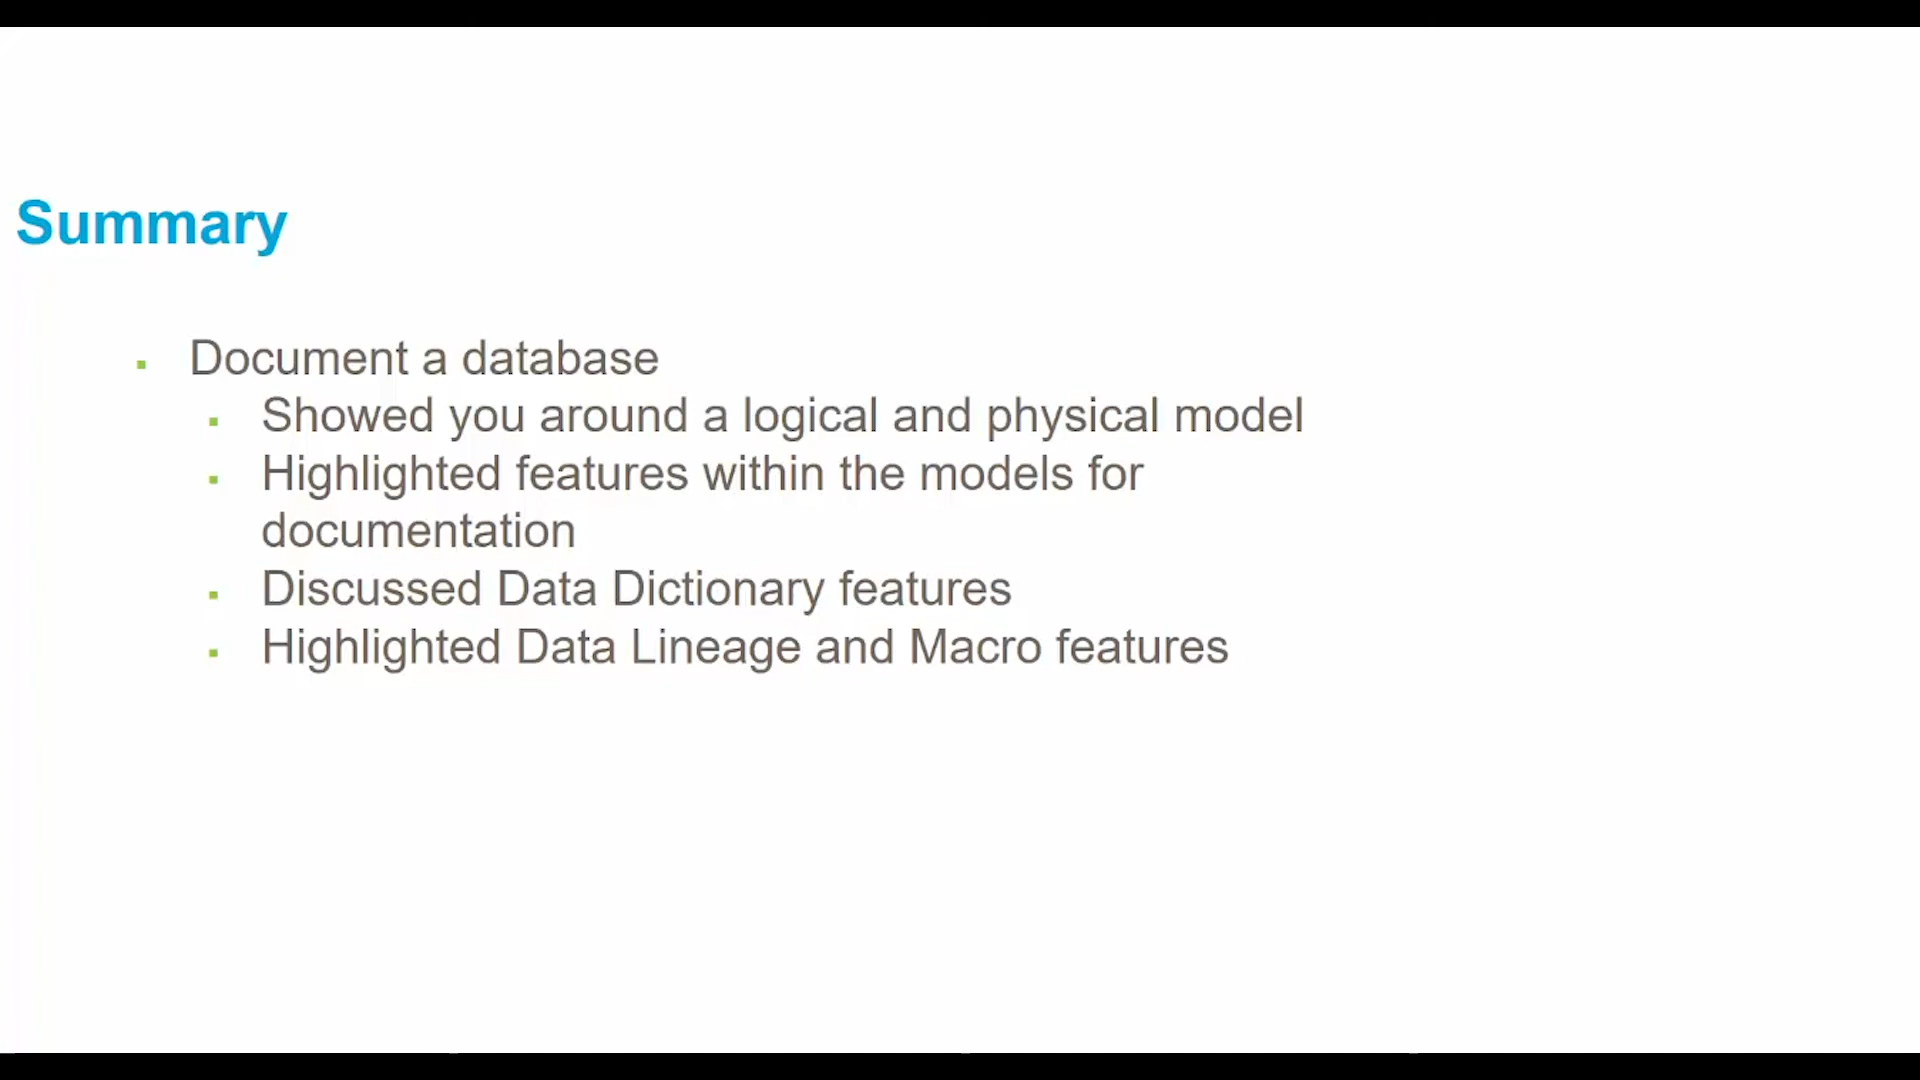 Summary
Document a database
Showed you around a logical and physical model
Highlighted features within the models for
documentation
Discussed Data Dictionary features
Highlighted Data Lineage and Macro features